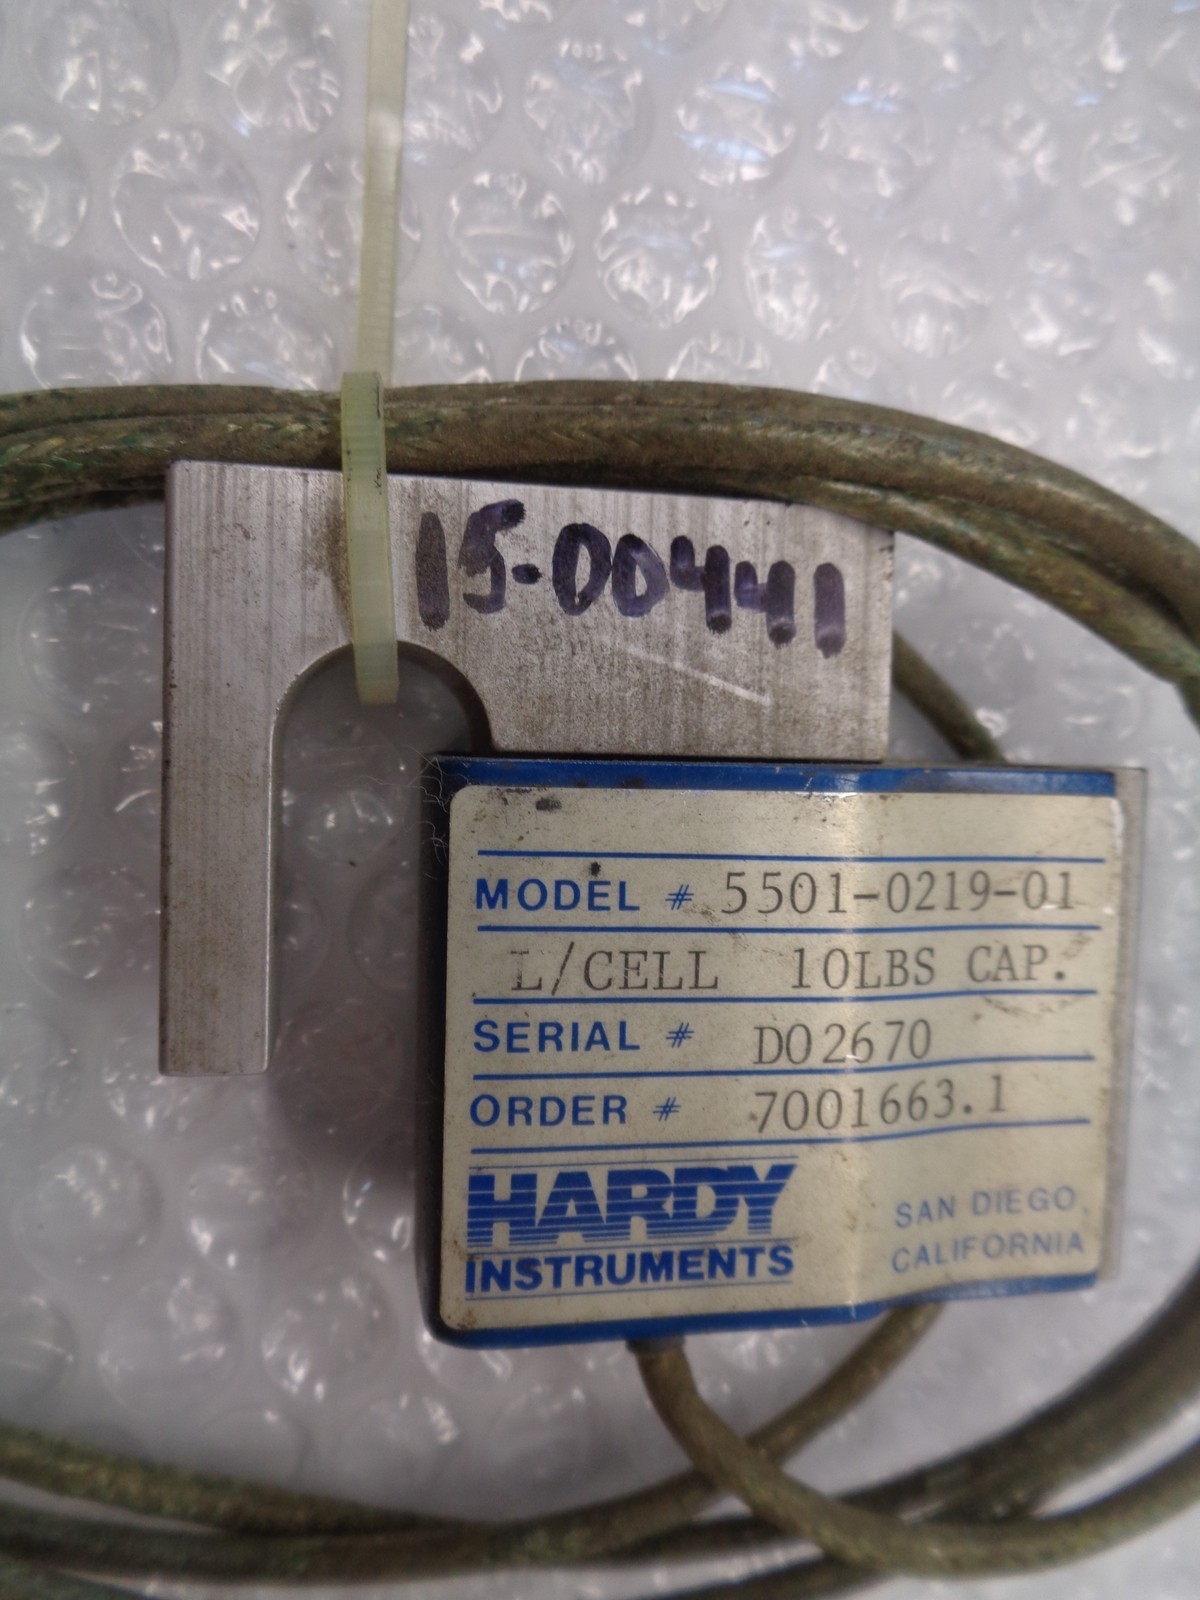 15-00441
MODEL # 5501-0219-01
L/CELL 10LBS CAP.
SERIAL # D02670
ORDER # 7001663.1
HARDY
INSTRUMENTS
SAN DIEGO,
CALIFORNIA